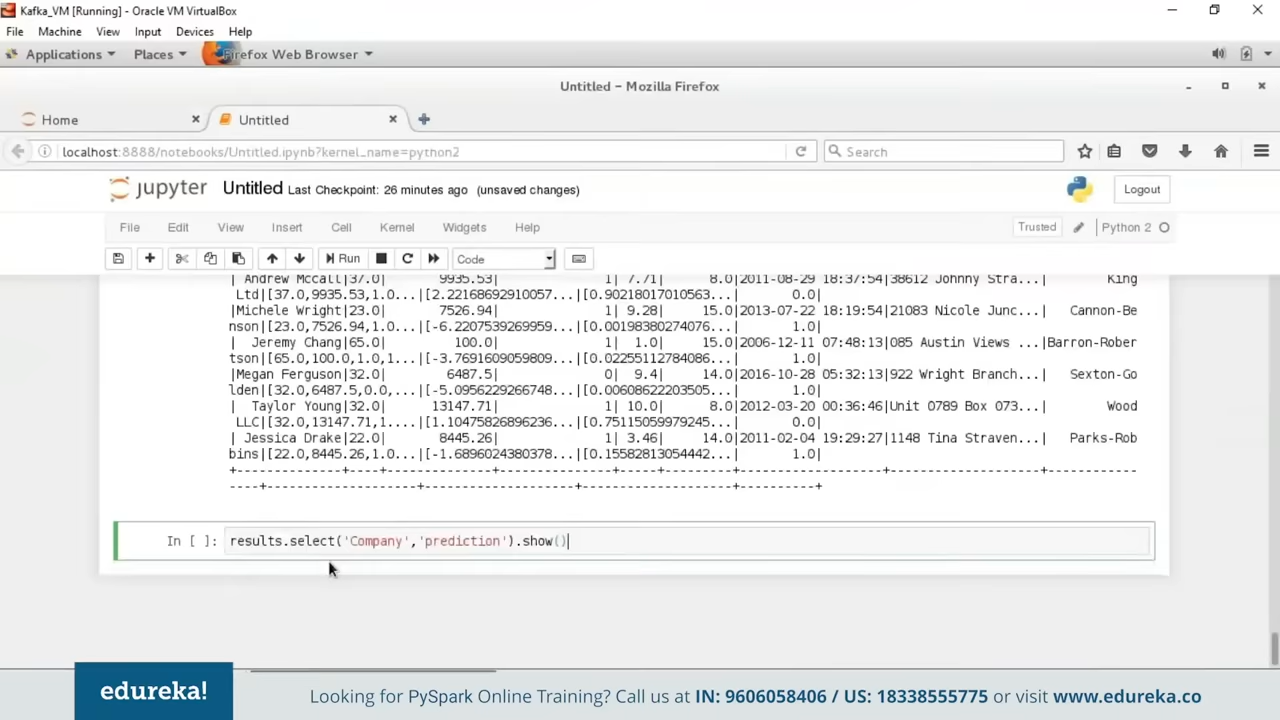 Kafka_VM [Running] - Oracle VM VirtualBox
File Machine View Input Devices Help
Applications Places Firefox Web Browser
Untitled - Mozilla Firefox
Home Untitled
localhost:8888/notebooks/Untitled.ipynb?kernel_name=python2 Search
jupyter Untitled Last Checkpoint: 26 minutes ago (unsaved changes) Logout
File Edit View Insert Cell Kernel Widgets Help Trusted Python 2
Run Code
| Andrew Mccall|37.0| 9935.53| 1| 7.71| 8.0|2011-08-29 18:37:54|38612 Johnny Stra...| King
Ltd|[37.0,9935.53,1.0...|[2.22168692910057...|[0.90218017010563...| 0.0|
|Michele Wright|23.0| 7526.94| 1| 9.28| 15.0|2013-07-22 18:19:54|21083 Nicole Junc...| Cannon-Be
nson|[23.0,7526.94,1.0...|[-6.2207539269959...|[0.00198380274076...| 1.0|
| Jeremy Chang|65.0| 100.0| 1| 1.0| 15.0|2006-12-11 07:48:13|085 Austin Views ...|Barron-Rober
tson|[65.0,100.0,1.0,1...|[-3.7691609059809...|[0.02255112784086...| 1.0|
|Megan Ferguson|32.0| 6487.5| 0| 9.4| 14.0|2016-10-28 05:32:13|922 Wright Branch...| Sexton-Go
lden|[32.0,6487.5,0.0,...|[-5.0956229266748...|[0.00608622203505...| 1.0|
| Taylor Young|32.0| 13147.71| 1| 10.0| 8.0|2012-03-20 00:36:46|Unit 0789 Box 073...| Wood
LLC|[32.0,13147.71,1....|[1.10475826896236...|[0.75115059979245...| 0.0|
| Jessica Drake|22.0| 8445.26| 1| 3.46| 14.0|2011-02-04 19:29:27|1148 Tina Straven...| Parks-Rob
bins|[22.0,8445.26,1.0...|[-1.6896024380378...|[0.15582813054442...| 1.0|
In [ ]: results.select('Company','prediction').show()
edureka! Looking for PySpark Online Training? Call us at IN: 9606058406 / US: 18338555775 or visit www.edureka.co